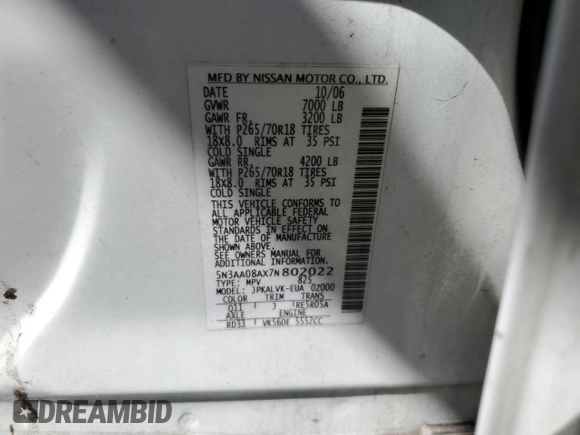 MFD BY NISSAN MOTOR CO., LTD.
DATE 10/06
GVWR 7000 LB
GAWR FR. 3200 LB
WITH P265/70R18 TIRES
18X8.0 RIMS AT 35 PSI
COLD SINGLE
GAWR RR. 4200 LB
WITH P265/70R18 TIRES
18X8.0 RIMS AT 35 PSI
COLD SINGLE
THIS VEHICLE CONFORMS TO
ALL APPLICABLE FEDERAL
MOTOR VEHICLE SAFETY
STANDARDS IN EFFECT ON
THE DATE OF MANUFACTURE
SHOWN ABOVE.
SEE OWNERS MANUAL FOR
ADDITIONAL INFORMATION
5N3AA08AX7N802022
TYPE: MPV 825
MODEL: JPKALVK-EUA 02000
COLOR TRIM TRANS
Q11 J RE5R05A
AXLE ENGINE
RD33 VK56DE 5552CC
DREAMBID